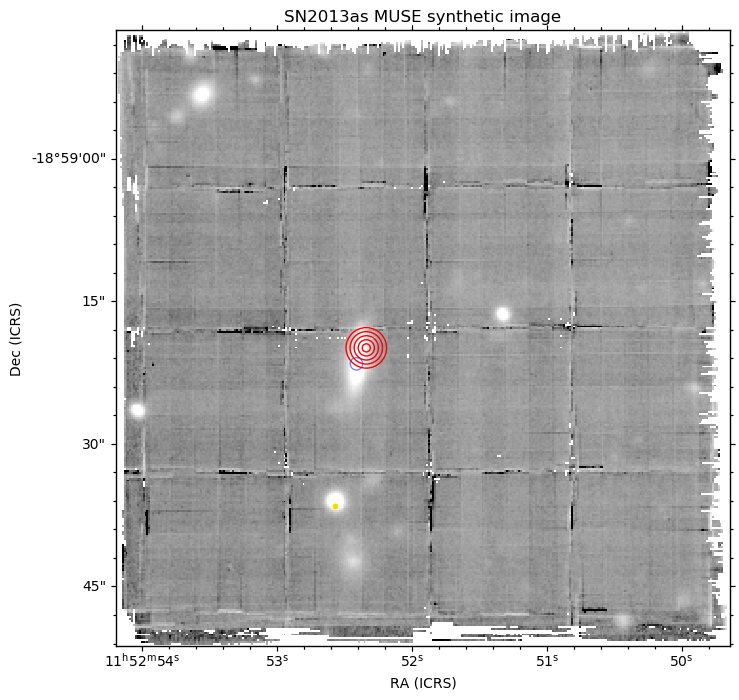 SN2013as MUSE synthetic image
-18°59'00"
15"
30"
45"
Dec (ICRS)
11ʰ52ᵐ54ˢ 53ˢ 52ˢ 51ˢ 50ˢ
RA (ICRS)